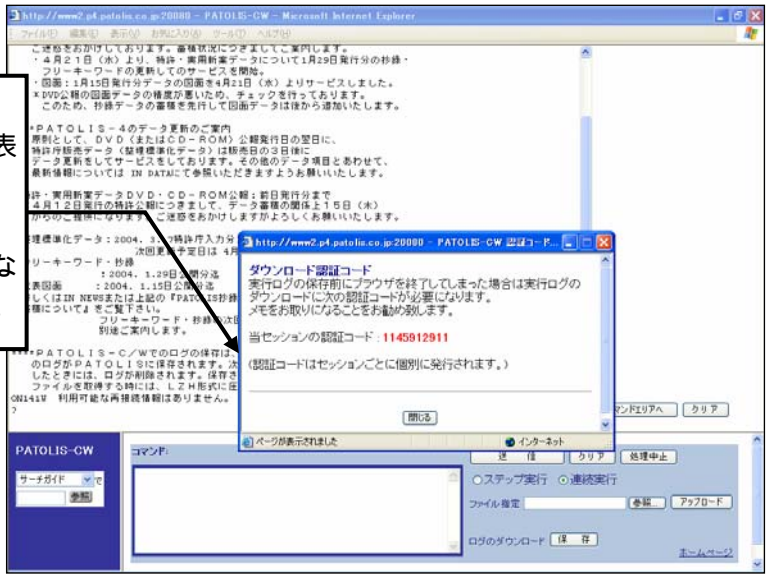 http://www2.p4.patolis.co.jp:20080 - PATOLIS-CW - Microsoft Internet Explorer
ファイル(F) 編集(E) 表示(V) お気に入り(A) ツール(T) ヘルプ(H)
ご迷惑をおかけしております。蓄積状況につきましてご案内します。
・4月21日（水）より、特許・実用新案データについて1月29日発行分の抄録・
フリーキーワードの更新してのサービスを開始。
・図面：1月15日発行分データの図面を4月21日（水）よりサービスしました。
*DVD公報の図面データの精度が悪いため、チェックを行っております。
このため、抄録データの蓄積を先行して図面データは後から追加いたします。
*PATOLIS-4のデータ更新のご案内
原則として、DVD（またはCD-ROM）公報発行日の翌日に、
特許庁販売データ（整理標準化データ）は販売日の3日後に
データ更新をしてサービスをしております。その他のデータ項目とあわせて、
最新情報については IN DATAにて参照いただきますようお願いいたします。
許・実用新案データDVD・CD-ROM公報：前日発行分まで
4月12日発行の特許公報につきまして、データ蓄積の関係上15日（木）
からのご提供になります。ご迷惑をおかけしますがよろしくお願いいたします。
理標準化データ：2004. 3. 特許庁入力分
次回更新予定日は 4月
リーキーワード・抄録
：2004. 1.29日公開分迄
表図面 ：2004. 1.15日公開分迄
しくはIN NEWSまたは上記の『PATOLIS抄録
積について』をご覧下さい。
フリーキーワード・抄録の次回
別途ご案内します。
***PATOLIS-C/Wでのログの保存は、
のログがPATOLISに保存されます。次
したときには、ログが削除されます。保存さ
ファイルを取得する時には、LZH形式に圧
ON141W 利用可能な再接続情報はありません。
?
表
な
http://www2.p4.patolis.co.jp:20080 - PATOLIS-CW 認証コード - P...
ダウンロード認証コード
実行ログの保存前にブラウザを終了してしまった場合は実行ログの
ダウンロードに次の認証コードが必要になります。
メモをお取りになることをお勧め致します。
当セッションの認証コード：1145912911
(認証コードはセッションごとに個別に発行されます。)
閉じる
ページが表示されました インターネット
マンドエリアへ クリア
PATOLIS-CW
サーチガイド で
参照
コマンド:
送 信 クリア 処理中止
ステップ実行 連続実行
ファイル指定 参照... アップロード
ログのダウンロード 保 存
ホームページ